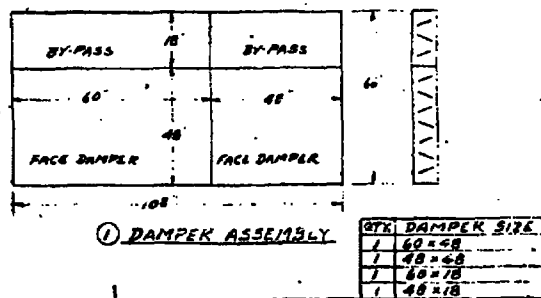 BY-PASS 18" BY-PASS
60" 48"
60"
48"
FACE DAMPER FACE DAMPER
108
① DAMPER ASSEMBLY
QTY. DAMPER SIZE
1 60 x 48
1 48 x 48
1 60 x 18
1 48 x 18